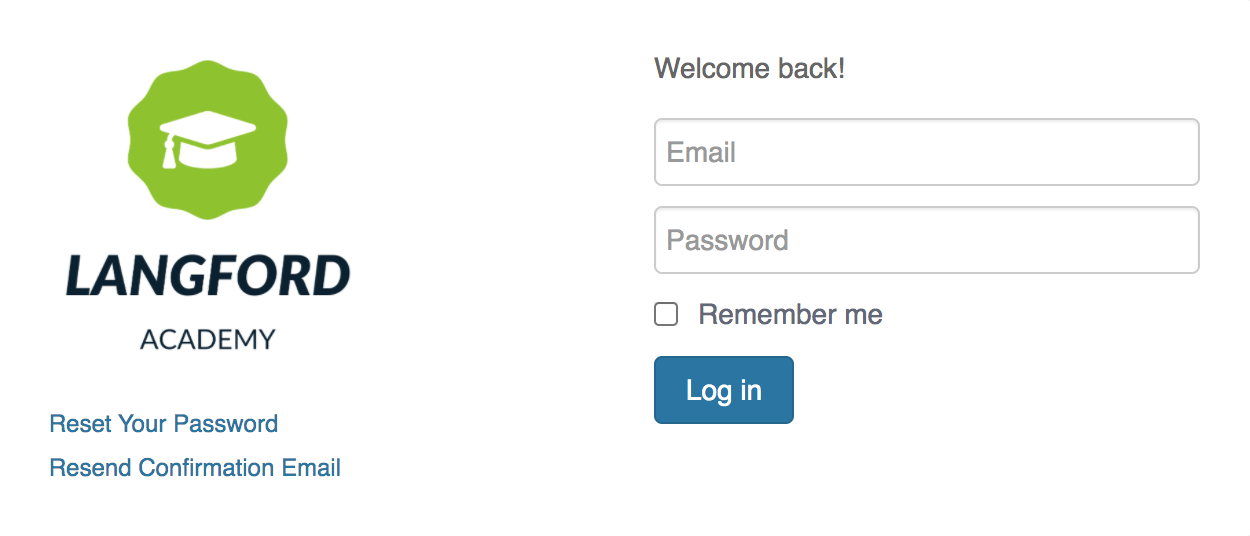 LANGFORD
ACADEMY
Reset Your Password
Resend Confirmation Email
Welcome back!
Email
Password
Remember me
Log in